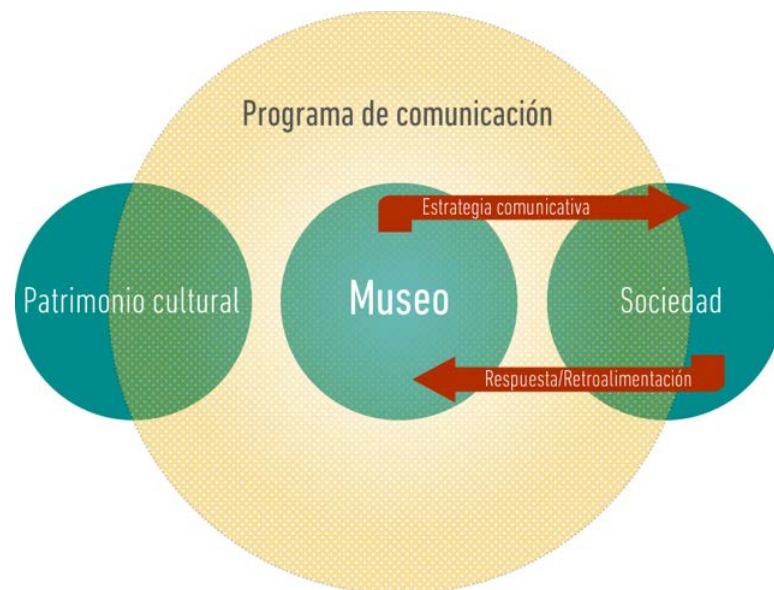 Programa de comunicación
Estrategia comunicativa
Patrimonio cultural
Museo
Sociedad
Respuesta/Retroalimentación